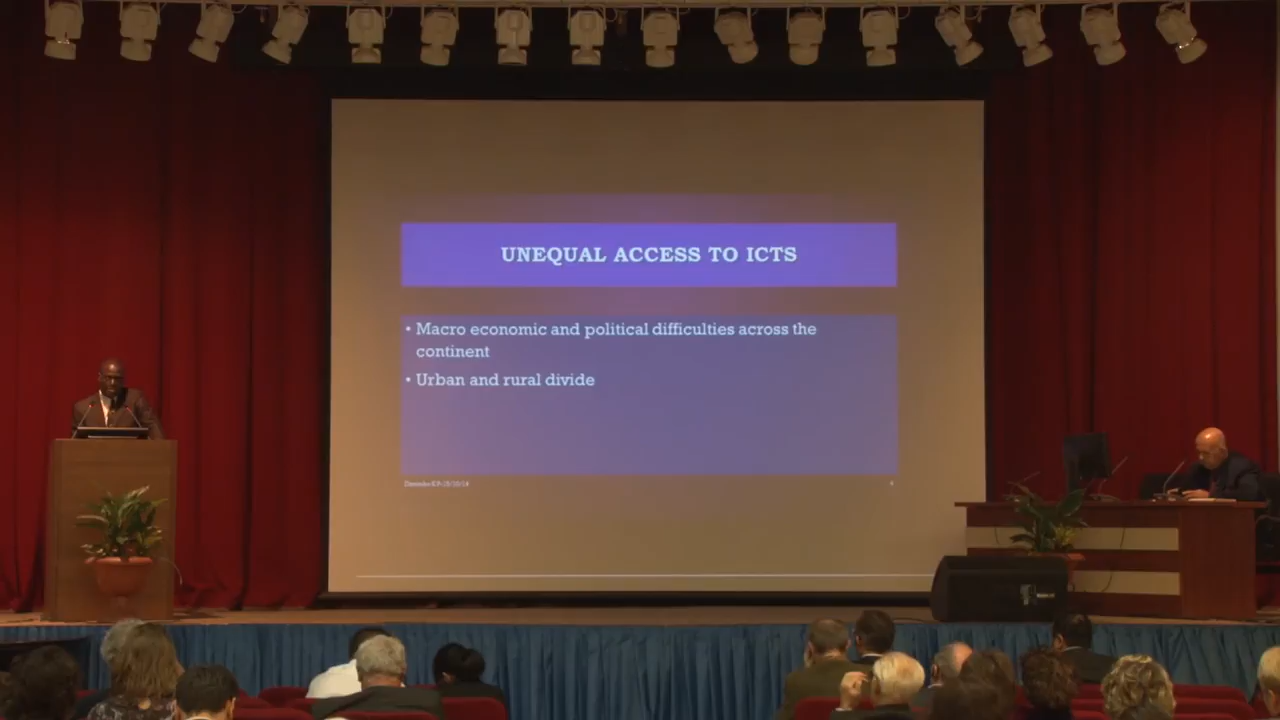 UNEQUAL ACCESS TO ICTS
• Macro economic and political difficulties across the
continent
• Urban and rural divide